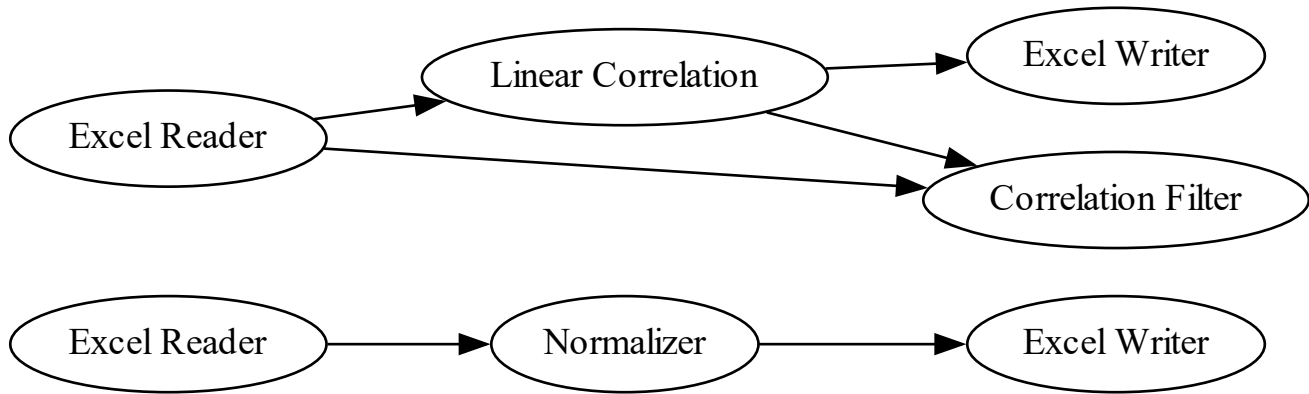 Excel Reader
Linear Correlation
Excel Writer
Correlation Filter
Excel Reader
Normalizer
Excel Writer